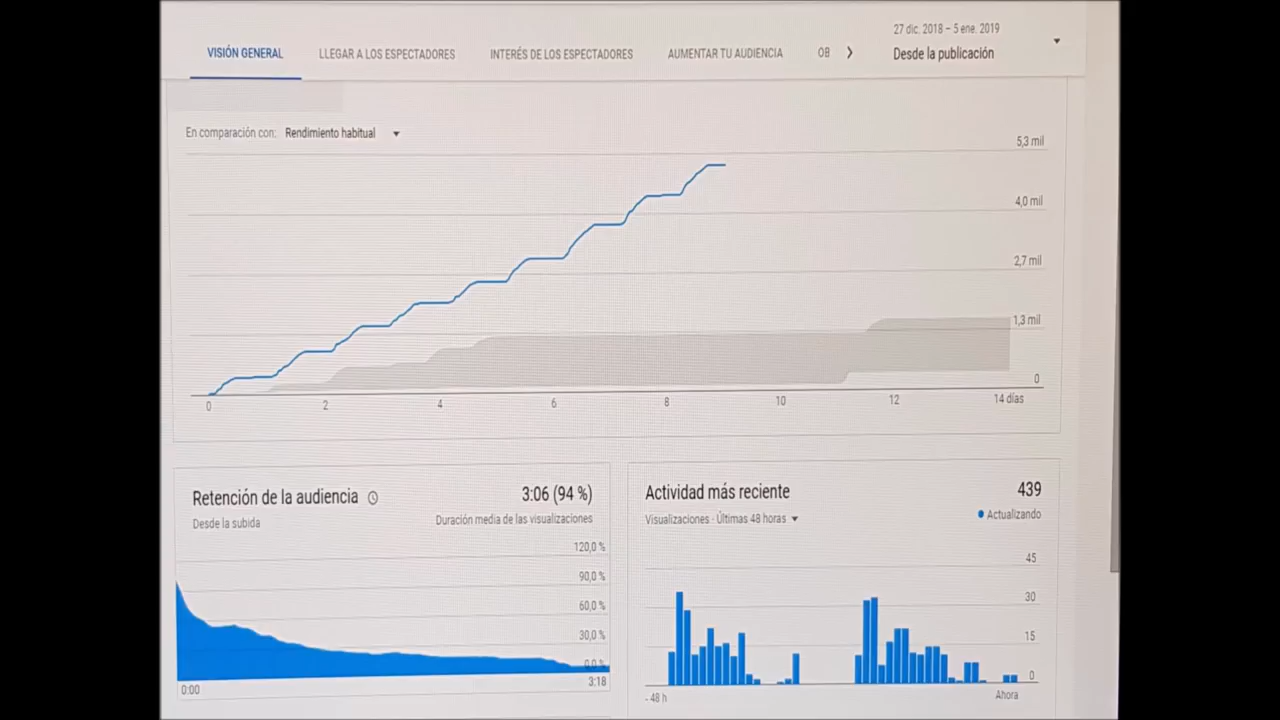 VISIÓN GENERAL LLEGAR A LOS ESPECTADORES INTERÉS DE LOS ESPECTADORES AUMENTAR TU AUDIENCIA OB
27 dic. 2018 – 5 ene. 2019
Desde la publicación
En comparación con: Rendimiento habitual
5,3 mil
4,0 mil
2,7 mil
1,3 mil
0
0 2 4 6 8 10 12 14 días
Retención de la audiencia 3:06 (94 %)
Desde la subida Duración media de las visualizaciones
120,0 %
90,0 %
60,0 %
30,0 %
0,0 %
0:00 3:18
Actividad más reciente 439
Visualizaciones · Últimas 48 horas Actualizando
45
30
15
0
- 48 h Ahora